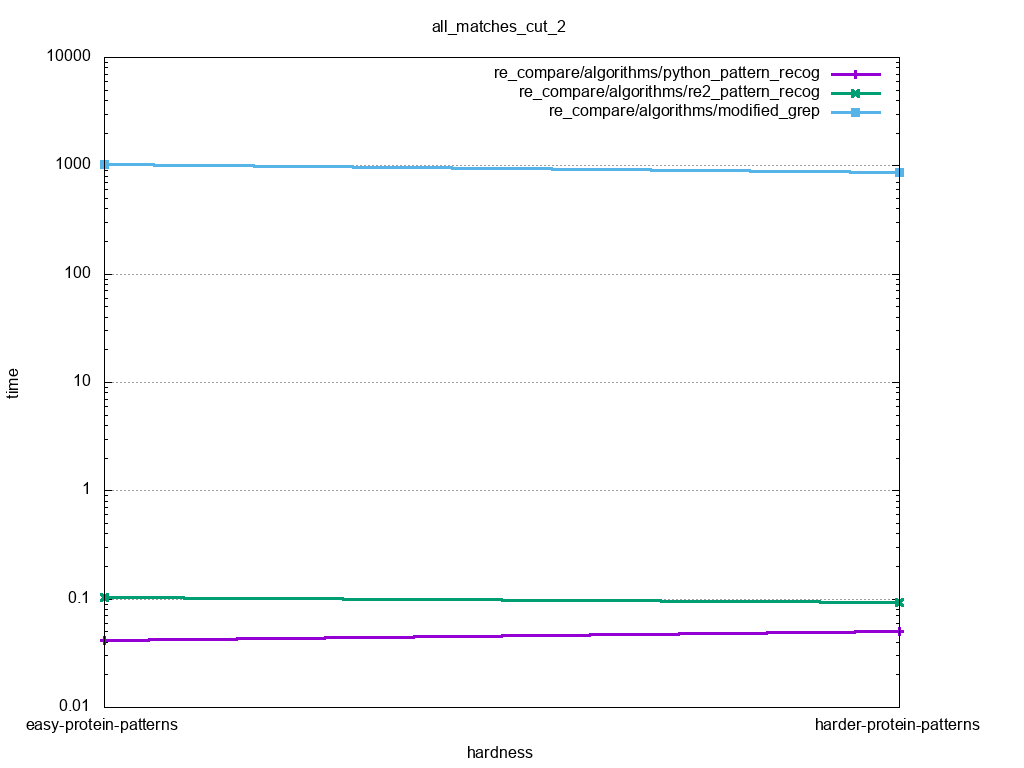 all_matches_cut_2
re_compare/algorithms/python_pattern_recog
re_compare/algorithms/re2_pattern_recog
re_compare/algorithms/modified_grep
10000
1000
100
10
1
0.1
0.01
time
easy-protein-patterns
harder-protein-patterns
hardness